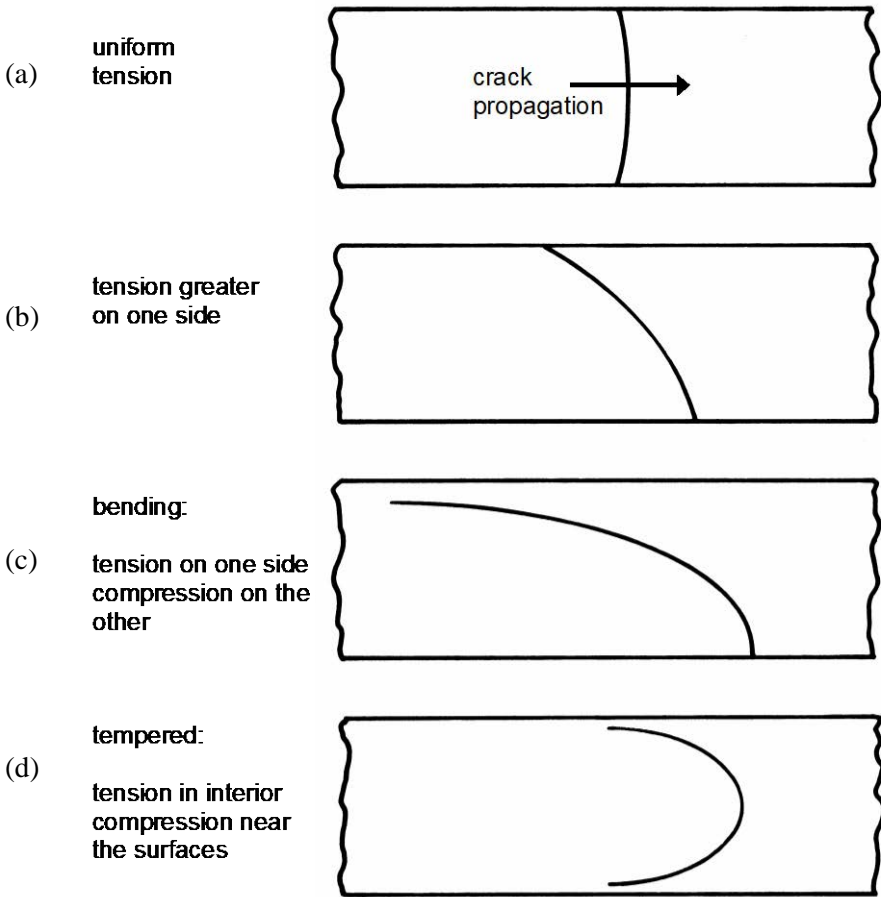 (a)
uniform
tension
crack
propagation
(b)
tension greater
on one side
(c)
bending:
tension on one side
compression on the
other
(d)
tempered:
tension in interior
compression near
the surfaces